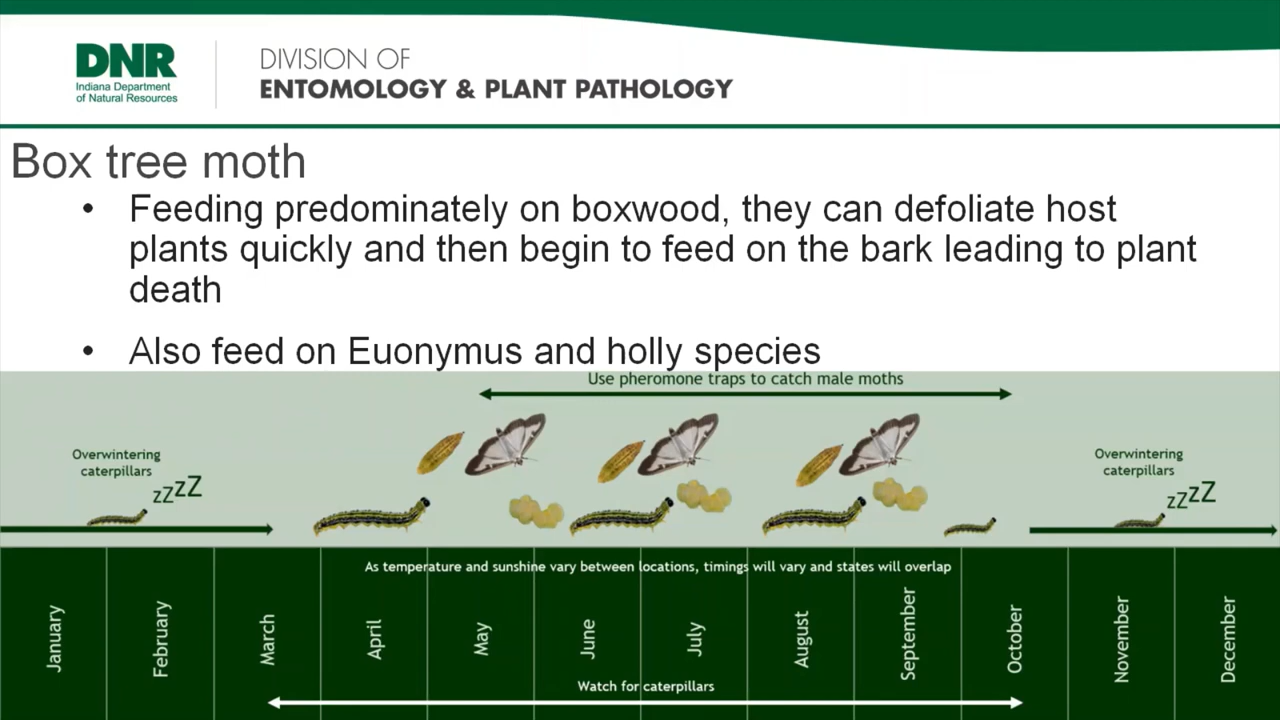 DNR
Indiana Department
of Natural Resources
DIVISION OF
ENTOMOLOGY & PLANT PATHOLOGY
Box tree moth
• Feeding predominately on boxwood, they can defoliate host
plants quickly and then begin to feed on the bark leading to plant
death
• Also feed on Euonymus and holly species
Use pheromone traps to catch male moths
Overwintering
caterpillars
zZzZ
Overwintering
caterpillars
zZzZ
As temperature and sunshine vary between locations, timings will vary and states will overlap
January
February
March
April
May
June
July
August
September
October
November
December
Watch for caterpillars